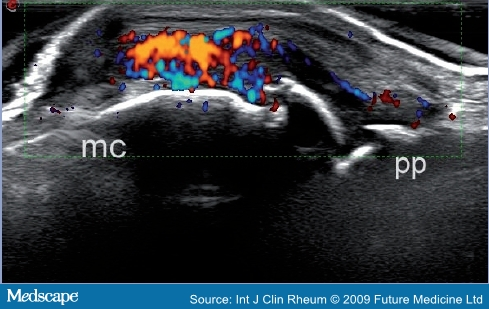 mc
pp
Medscape
Source: Int J Clin Rheum © 2009 Future Medicine Ltd